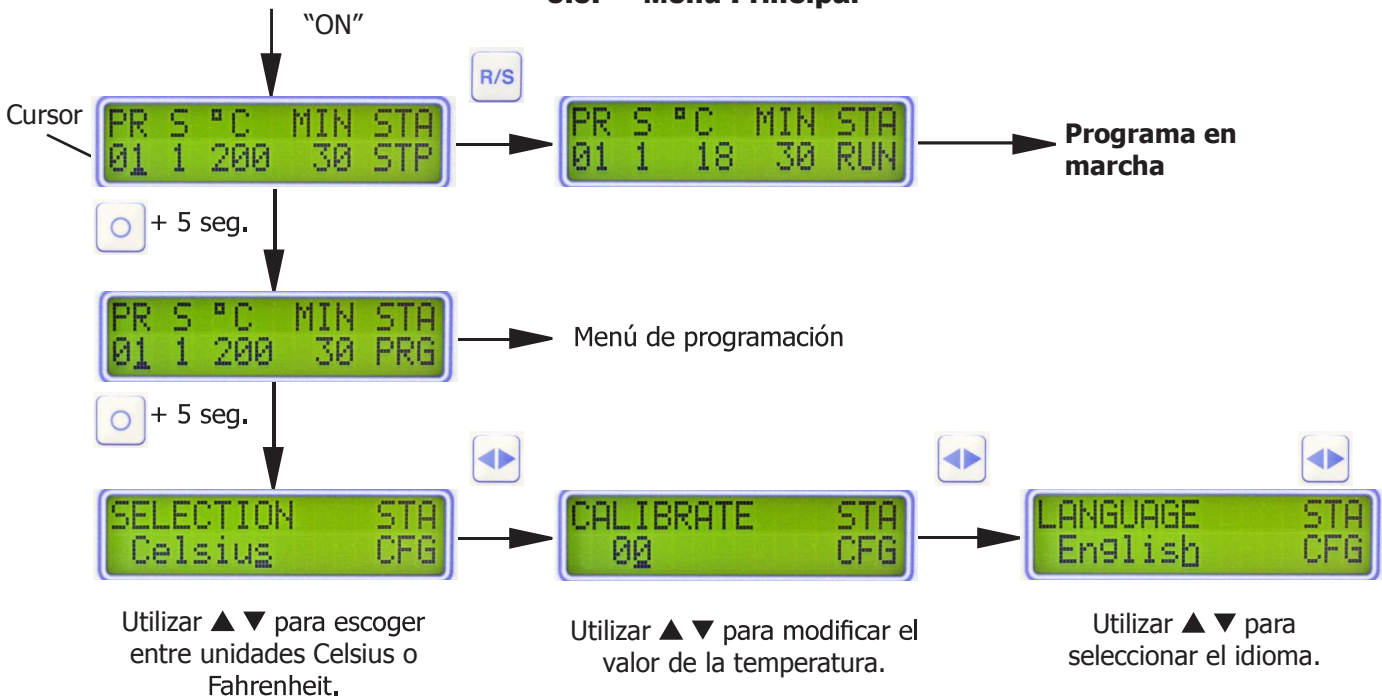 “ON”
R/S
Cursor
PR S °C MIN STA
01 1 200 30 STP
PR S °C MIN STA
01 1 18 30 RUN
Programa en
marcha
+ 5 seg.
PR S °C MIN STA
01 1 200 30 PRG
Menú de programación
+ 5 seg.
SELECTION STA
Celsius CFG
CALIBRATE STA
00 CFG
LANGUAGE STA
English CFG
Utilizar ▲ ▼ para escoger
entre unidades Celsius o
Fahrenheit.
Utilizar ▲ ▼ para modificar el
valor de la temperatura.
Utilizar ▲ ▼ para
seleccionar el idioma.